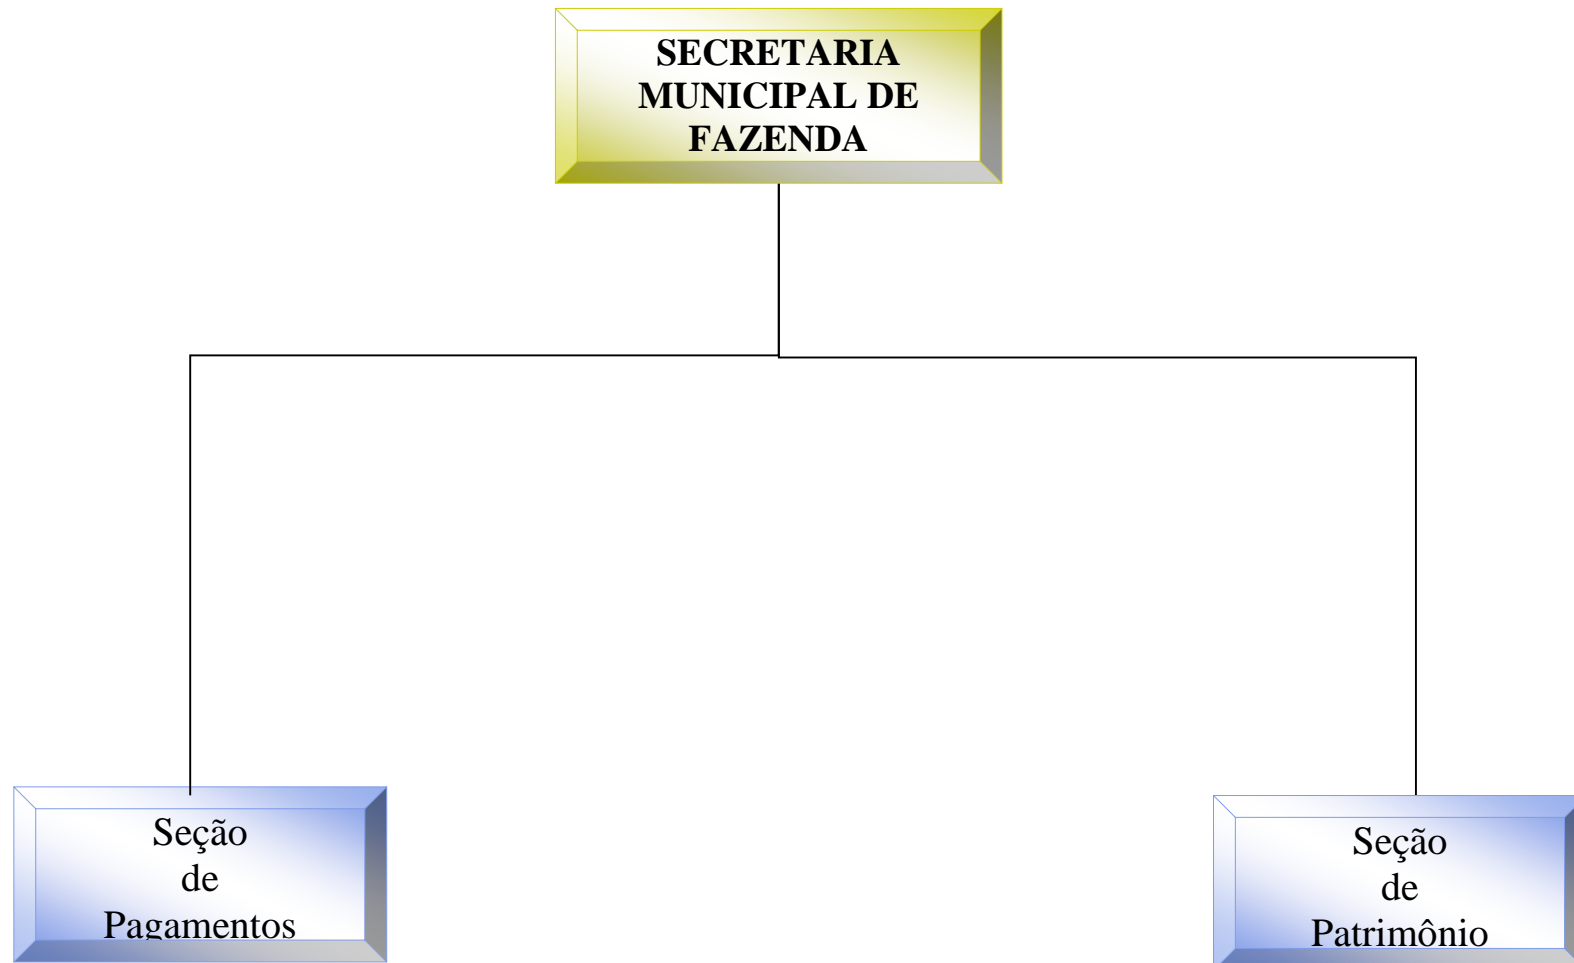 SECRETARIA
MUNICIPAL DE
FAZENDA
Seção
de
Pagamentos
Seção
de
Patrimônio